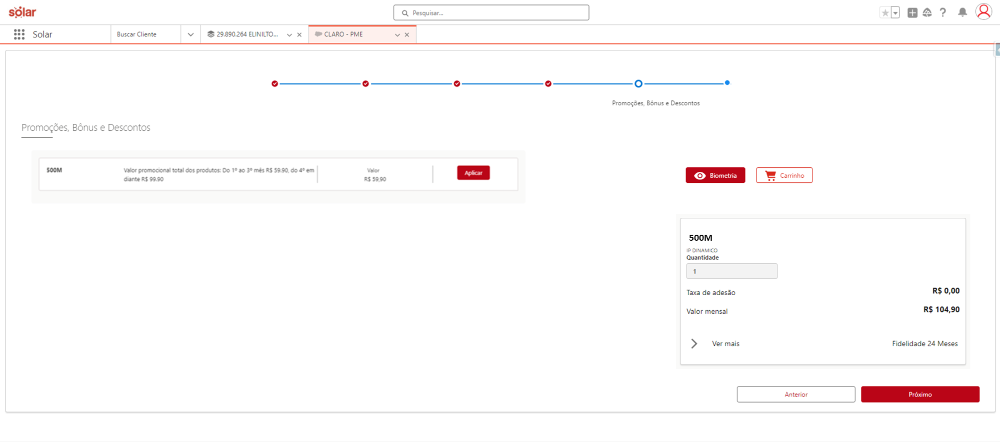 solar
Pesquisar...
Solar
Buscar Cliente
29.890.264 ELINILTO...
CLARO - PME
Promoções, Bônus e Descontos
Promoções, Bônus e Descontos
500M
Valor promocional total dos produtos: Do 1º ao 3º mês R$ 59.90, do 4º em
diante R$ 99.90
Valor
R$ 59,90
Aplicar
Biometria
Carrinho
500M
IP DINAMICO
Quantidade
1
Taxa de adesão
R$ 0,00
Valor mensal
R$ 104,90
Ver mais
Fidelidade 24 Meses
Anterior
Próximo